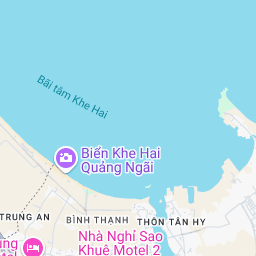 Bãi tắm Khe Hai
Biển Khe Hai
Quảng Ngãi
TRUNG AN
BÌNH THẠNH
THÔN TÂN HY
Nhà Nghỉ Sao
Khuê Motel 2